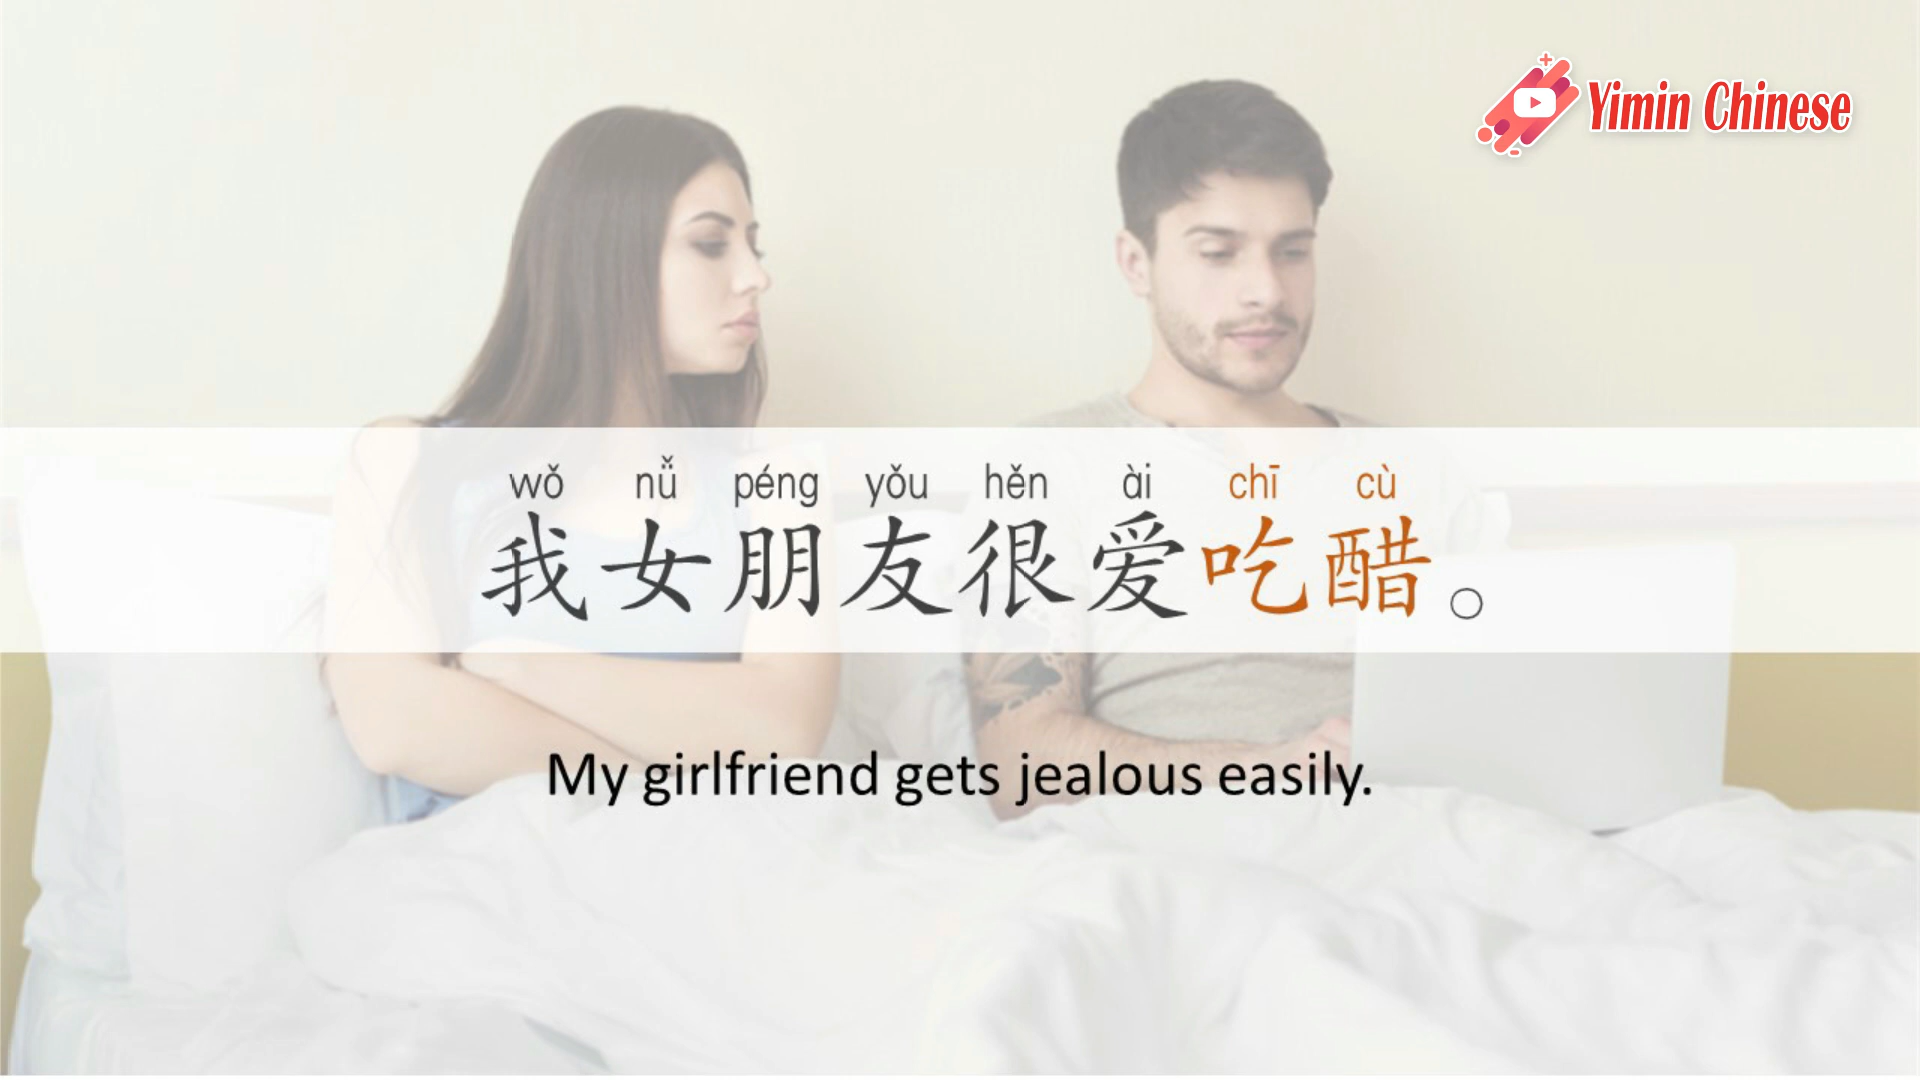 Yimin Chinese
wǒ nǚ péng yǒu hěn ài chī cù
我女朋友很爱吃醋。
My girlfriend gets jealous easily.